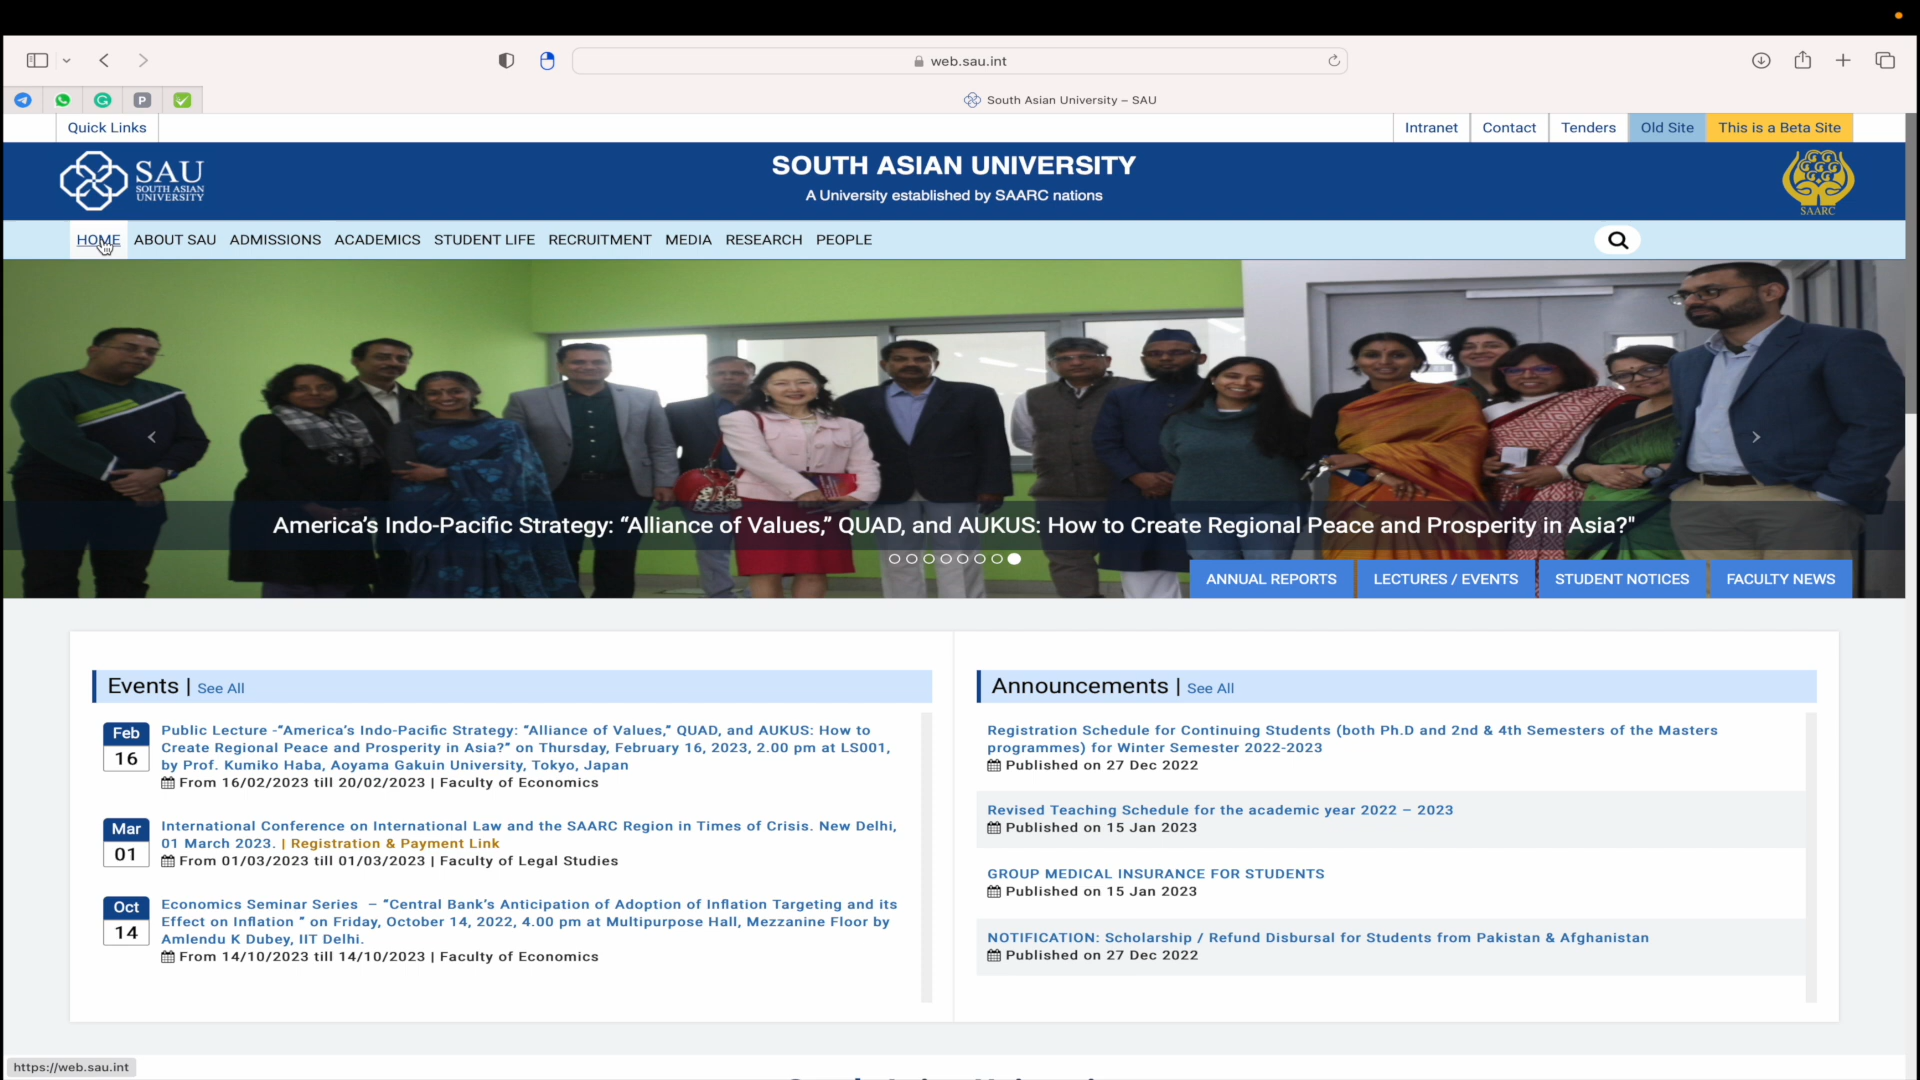 web.sau.int
P
South Asian University – SAU
Quick Links
Intranet
Contact
Tenders
Old Site
This is a Beta Site
SAU
SOUTH ASIAN
UNIVERSITY
SOUTH ASIAN UNIVERSITY
A University established by SAARC nations
SAARC
HOME ABOUT SAU ADMISSIONS ACADEMICS STUDENT LIFE RECRUITMENT MEDIA RESEARCH PEOPLE
America's Indo-Pacific Strategy: “Alliance of Values,” QUAD, and AUKUS: How to Create Regional Peace and Prosperity in Asia?"
ANNUAL REPORTS
LECTURES / EVENTS
STUDENT NOTICES
FACULTY NEWS
Events | See All
Feb
16
Public Lecture -“America’s Indo-Pacific Strategy: “Alliance of Values,” QUAD, and AUKUS: How to
Create Regional Peace and Prosperity in Asia?” on Thursday, February 16, 2023, 2.00 pm at LS001,
by Prof. Kumiko Haba, Aoyama Gakuin University, Tokyo, Japan
From 16/02/2023 till 20/02/2023 | Faculty of Economics
Mar
01
International Conference on International Law and the SAARC Region in Times of Crisis. New Delhi,
01 March 2023. | Registration & Payment Link
From 01/03/2023 till 01/03/2023 | Faculty of Legal Studies
Oct
14
Economics Seminar Series – “Central Bank’s Anticipation of Adoption of Inflation Targeting and its
Effect on Inflation ” on Friday, October 14, 2022, 4.00 pm at Multipurpose Hall, Mezzanine Floor by
Amlendu K Dubey, IIT Delhi.
From 14/10/2023 till 14/10/2023 | Faculty of Economics
Announcements | See All
Registration Schedule for Continuing Students (both Ph.D and 2nd & 4th Semesters of the Masters
programmes) for Winter Semester 2022-2023
Published on 27 Dec 2022
Revised Teaching Schedule for the academic year 2022 – 2023
Published on 15 Jan 2023
GROUP MEDICAL INSURANCE FOR STUDENTS
Published on 15 Jan 2023
NOTIFICATION: Scholarship / Refund Disbursal for Students from Pakistan & Afghanistan
Published on 27 Dec 2022
https://web.sau.int